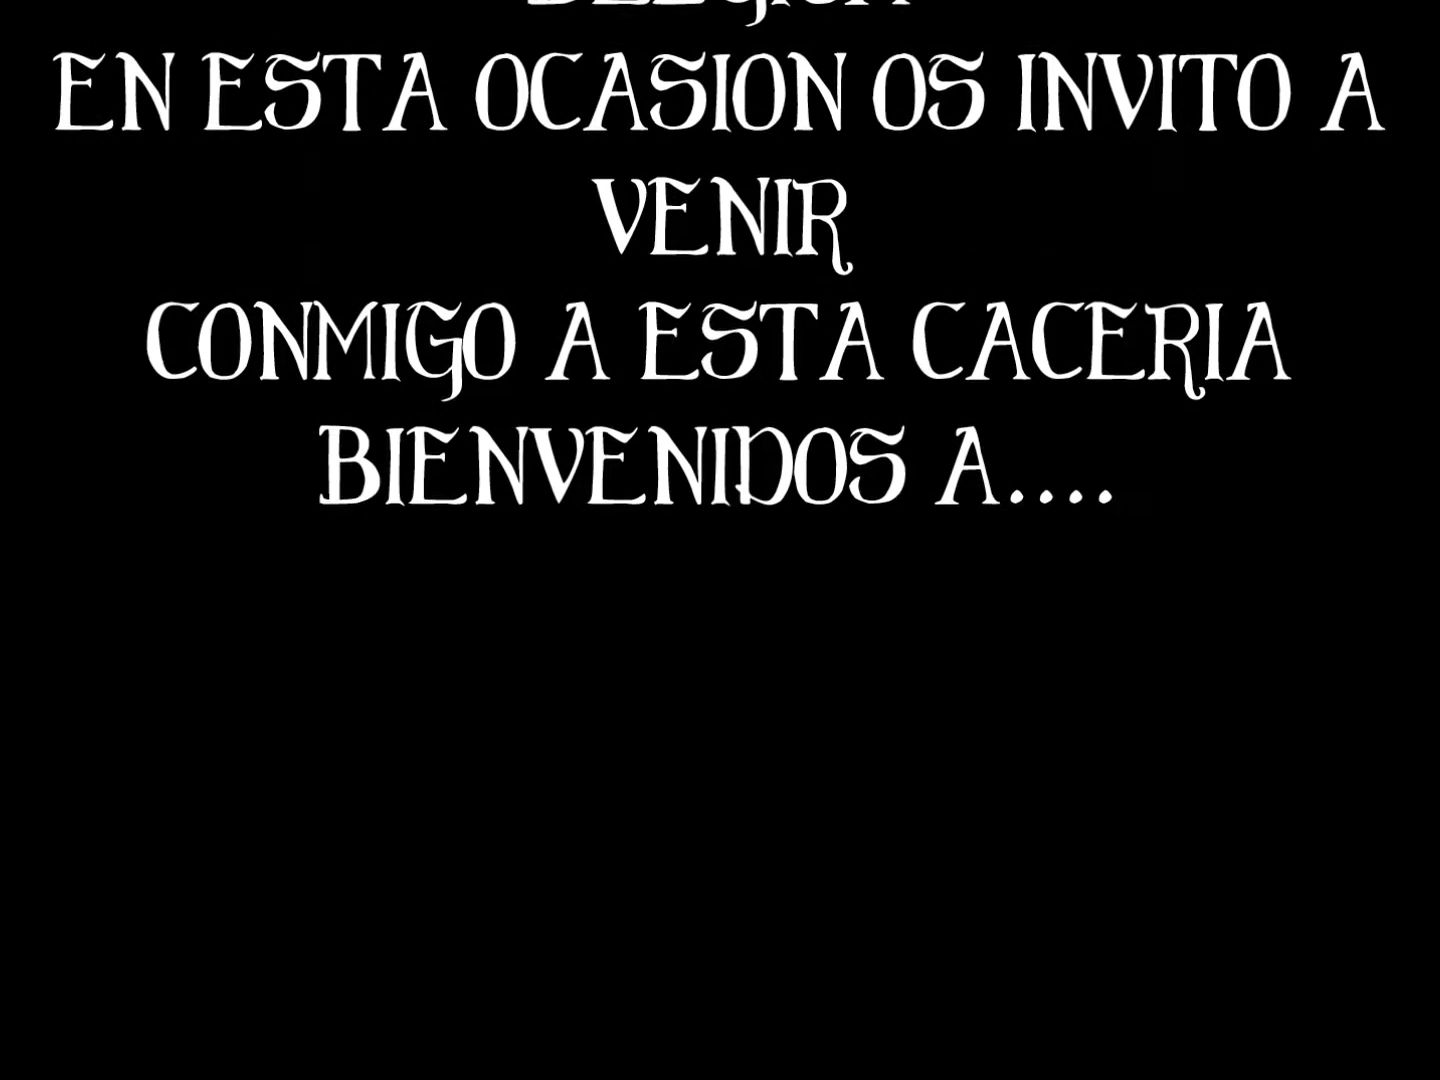 EN ESTA OCASION OS INVITO A
VENIR
CONMIGO A ESTA CACERIA
BIENVENIDOS A....